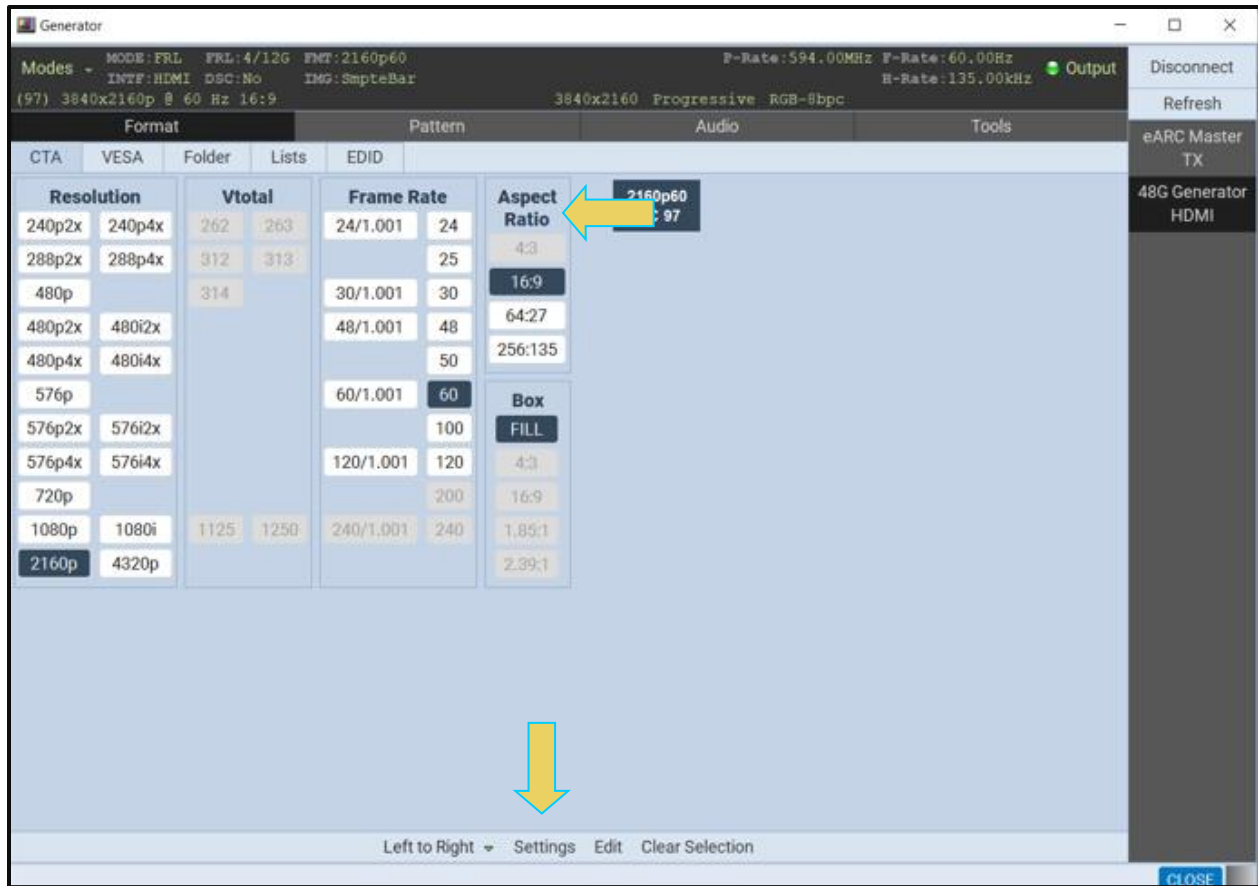 Generator
Modes MODE:FRL FRL:4/12G FMT:2160p60 P-Rate:594.00MHz F-Rate:60.00Hz Output
INTF:HDMI DSC:No IMG:SmpteBar H-Rate:135.00kHz
(97) 3840x2160p @ 60 Hz 16:9 3840x2160 Progressive RGB-8bpc
Disconnect
Refresh
eARC Master
TX
48G Generator
HDMI
Format Pattern Audio Tools
CTA VESA Folder Lists EDID
Resolution
240p2x 240p4x
288p2x 288p4x
480p
480p2x 480i2x
480p4x 480i4x
576p
576p2x 576i2x
576p4x 576i4x
720p
1080p 1080i
2160p 4320p
Vtotal
262 263
312 313
314
1125 1250
Frame Rate
24/1.001 24
25
30/1.001 30
48/1.001 48
50
60/1.001 60
100
120/1.001 120
200
240/1.001 240
Aspect
Ratio
4:3
16:9
64:27
256:135
Box
FILL
4:3
16:9
1.85:1
2.39:1
2160p60
97
Left to Right Settings Edit Clear Selection
CLOSE